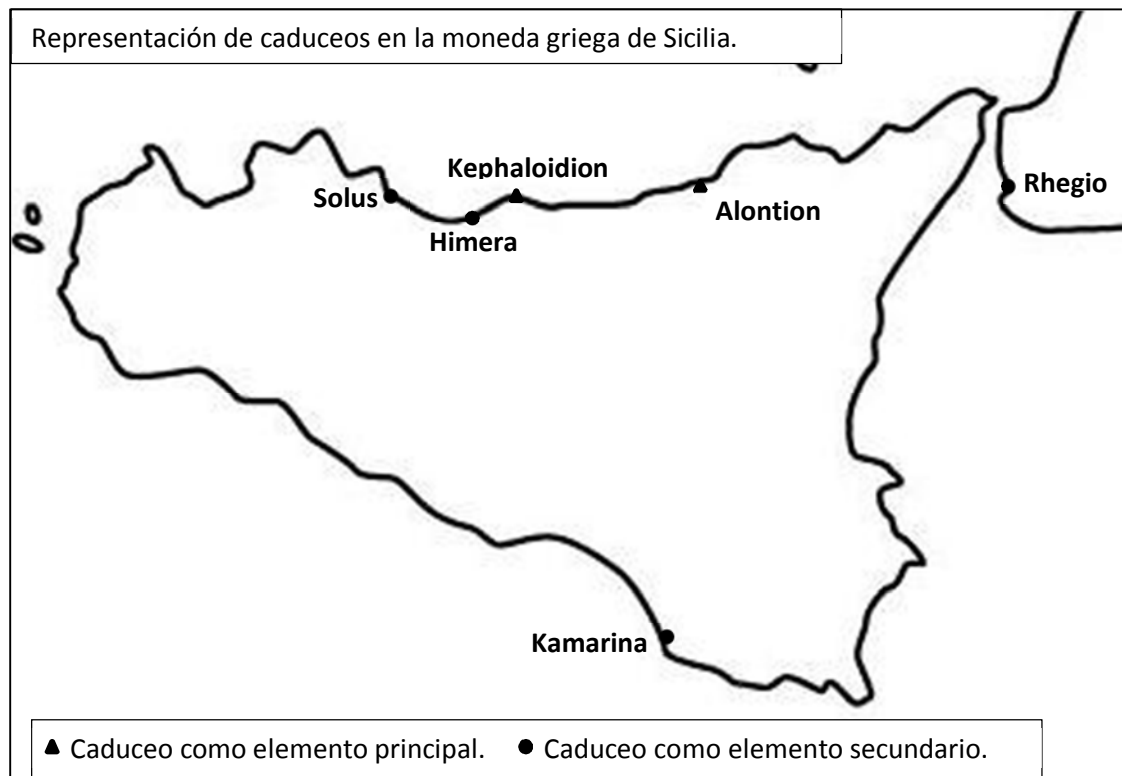 Representación de caduceos en la moneda griega de Sicilia.
Kephaloidion
Solus
Rhegio
Alontion
Himera
Kamarina
Caduceo como elemento principal.
Caduceo como elemento secundario.